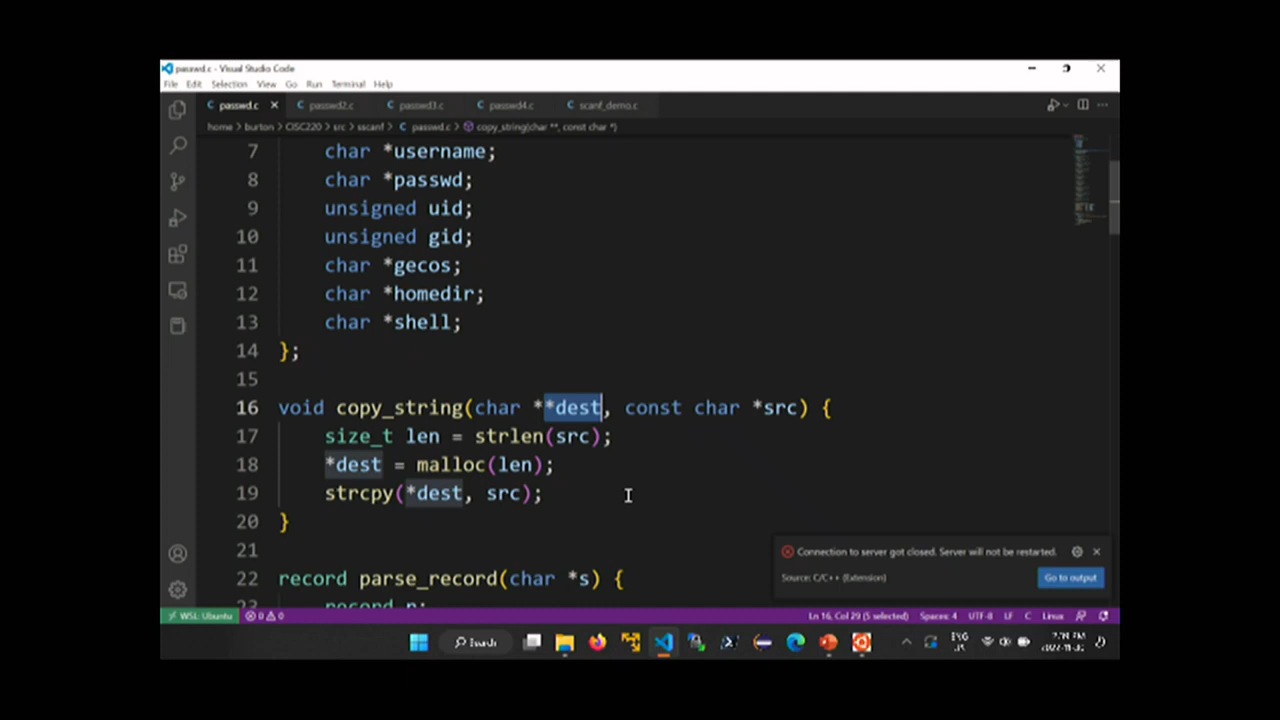 passwd.c - Visual Studio Code
File Edit Selection View Go Run Terminal Help
passwd.c passwd2.c passwd3.c passwd4.c scanf_demo.c
home > burton > CISC220 > src > sscanf > passwd.c > copy_string(char **, const char *)
7 char *username;
8 char *passwd;
9 unsigned uid;
10 unsigned gid;
11 char *gecos;
12 char *homedir;
13 char *shell;
14 };
15
16 void copy_string(char **dest, const char *src) {
17 size_t len = strlen(src);
18 *dest = malloc(len);
19 strcpy(*dest, src);
20 }
21
22 record parse_record(char *s) {
Connection to server got closed. Server will not be restarted.
Source: C/C++ (Extension)
Go to output
WSL: Ubuntu 0 0 Ln 16, Col 29 (5 selected) Spaces: 4 UTF-8 LF C Linux
Search
ENG